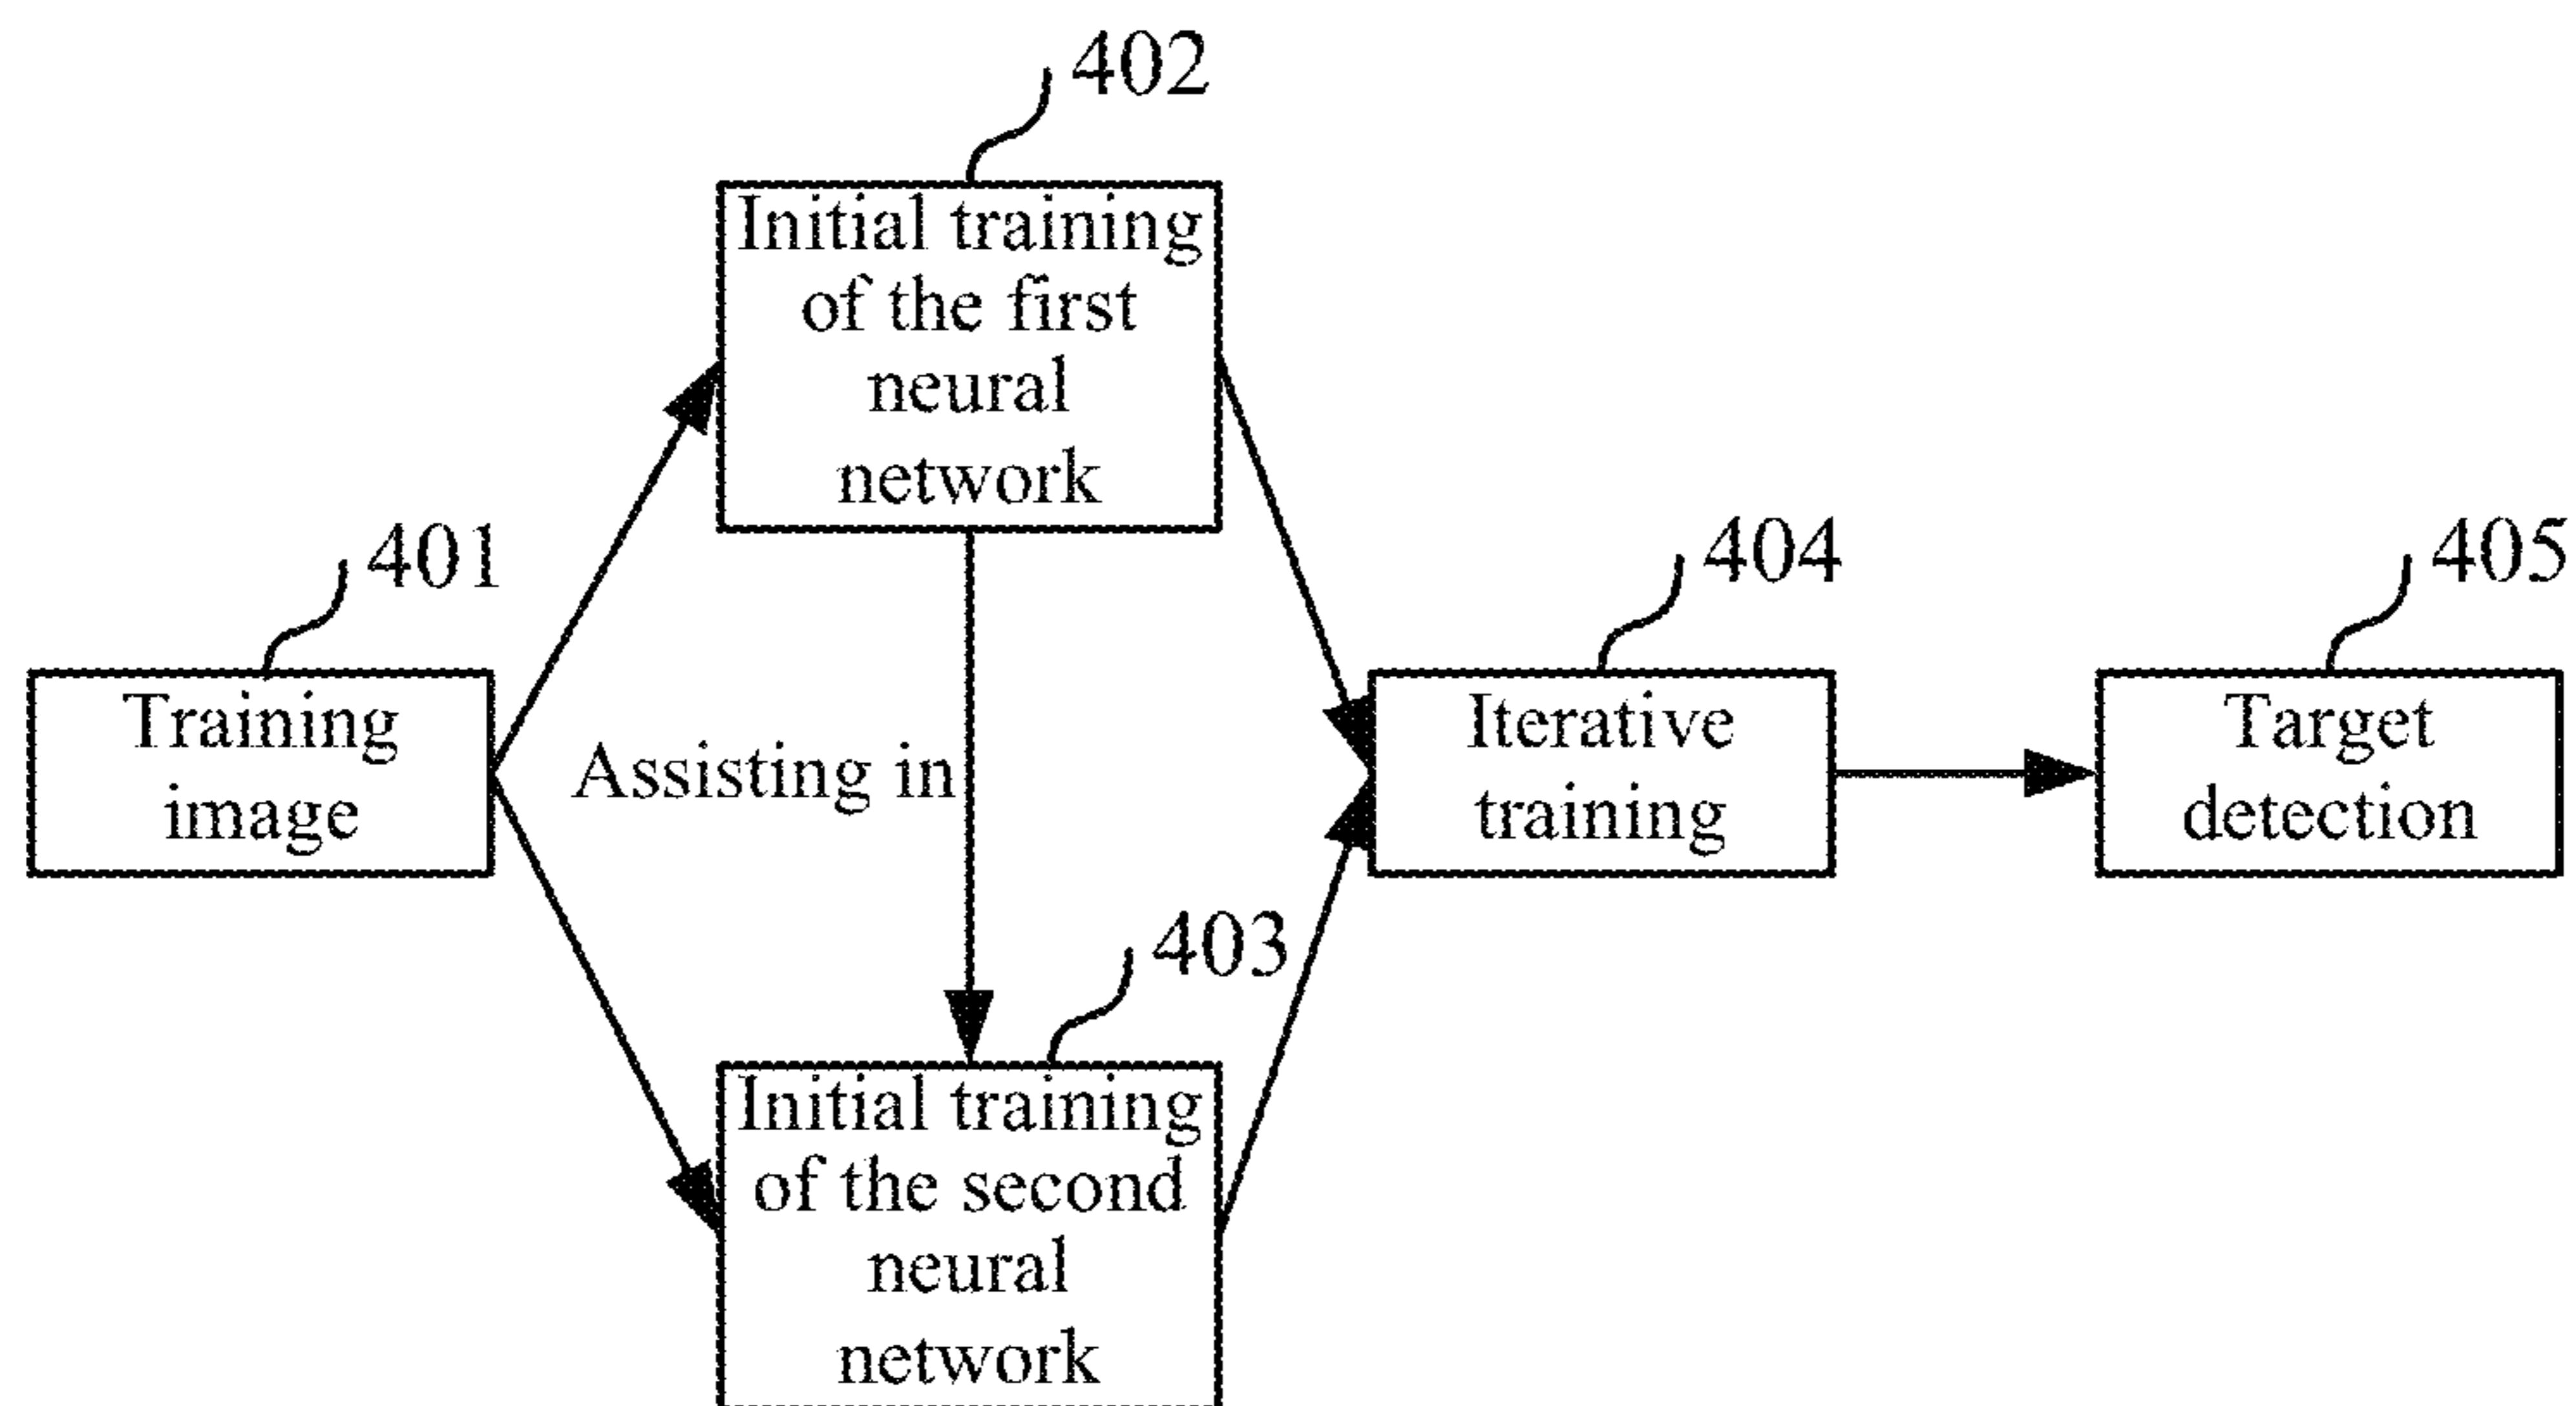 402
Initial training
of the first
neural
network
401
Training
image
Assisting in
404
Iterative
training
405
Target
detection
403
Initial training
of the second
neural
network